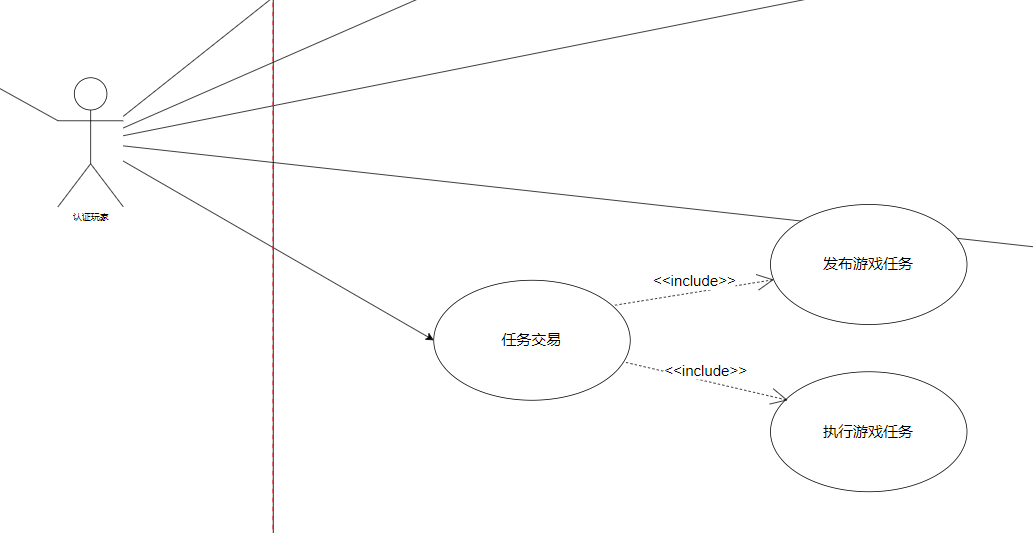 认证玩家
发布游戏任务
<<include>>
任务交易
<<include>>
执行游戏任务